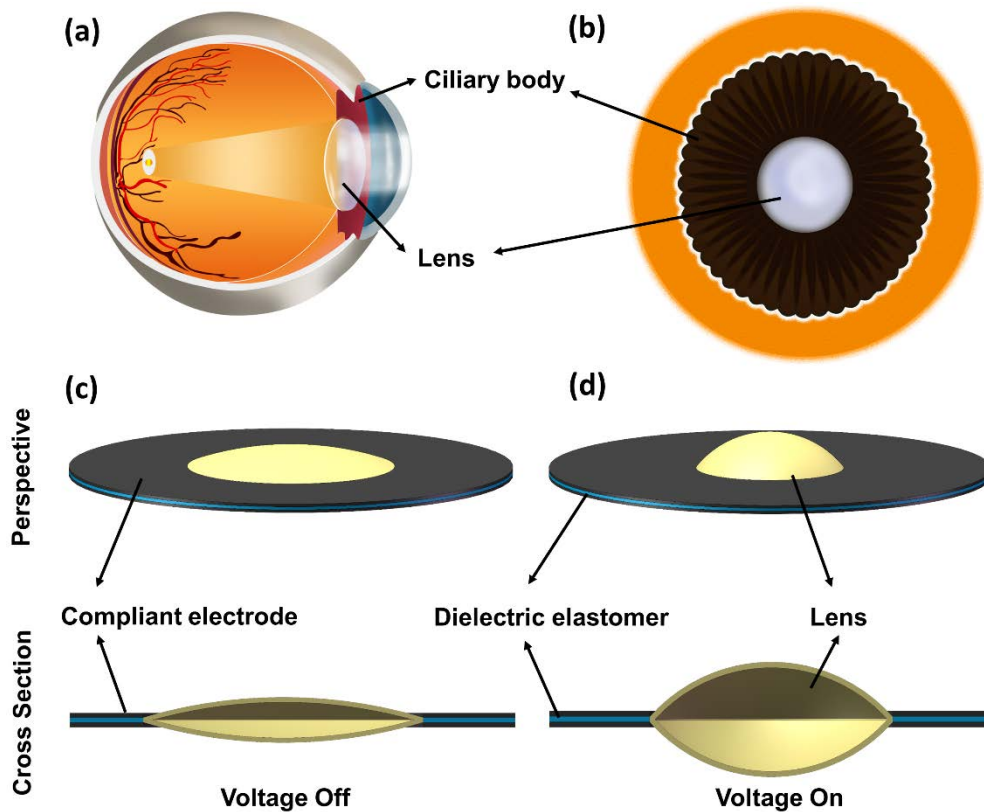 (a)
(b)
Ciliary body
Lens
(c)
(d)
Perspective
Compliant electrode
Dielectric elastomer
Lens
Cross Section
Voltage Off
Voltage On